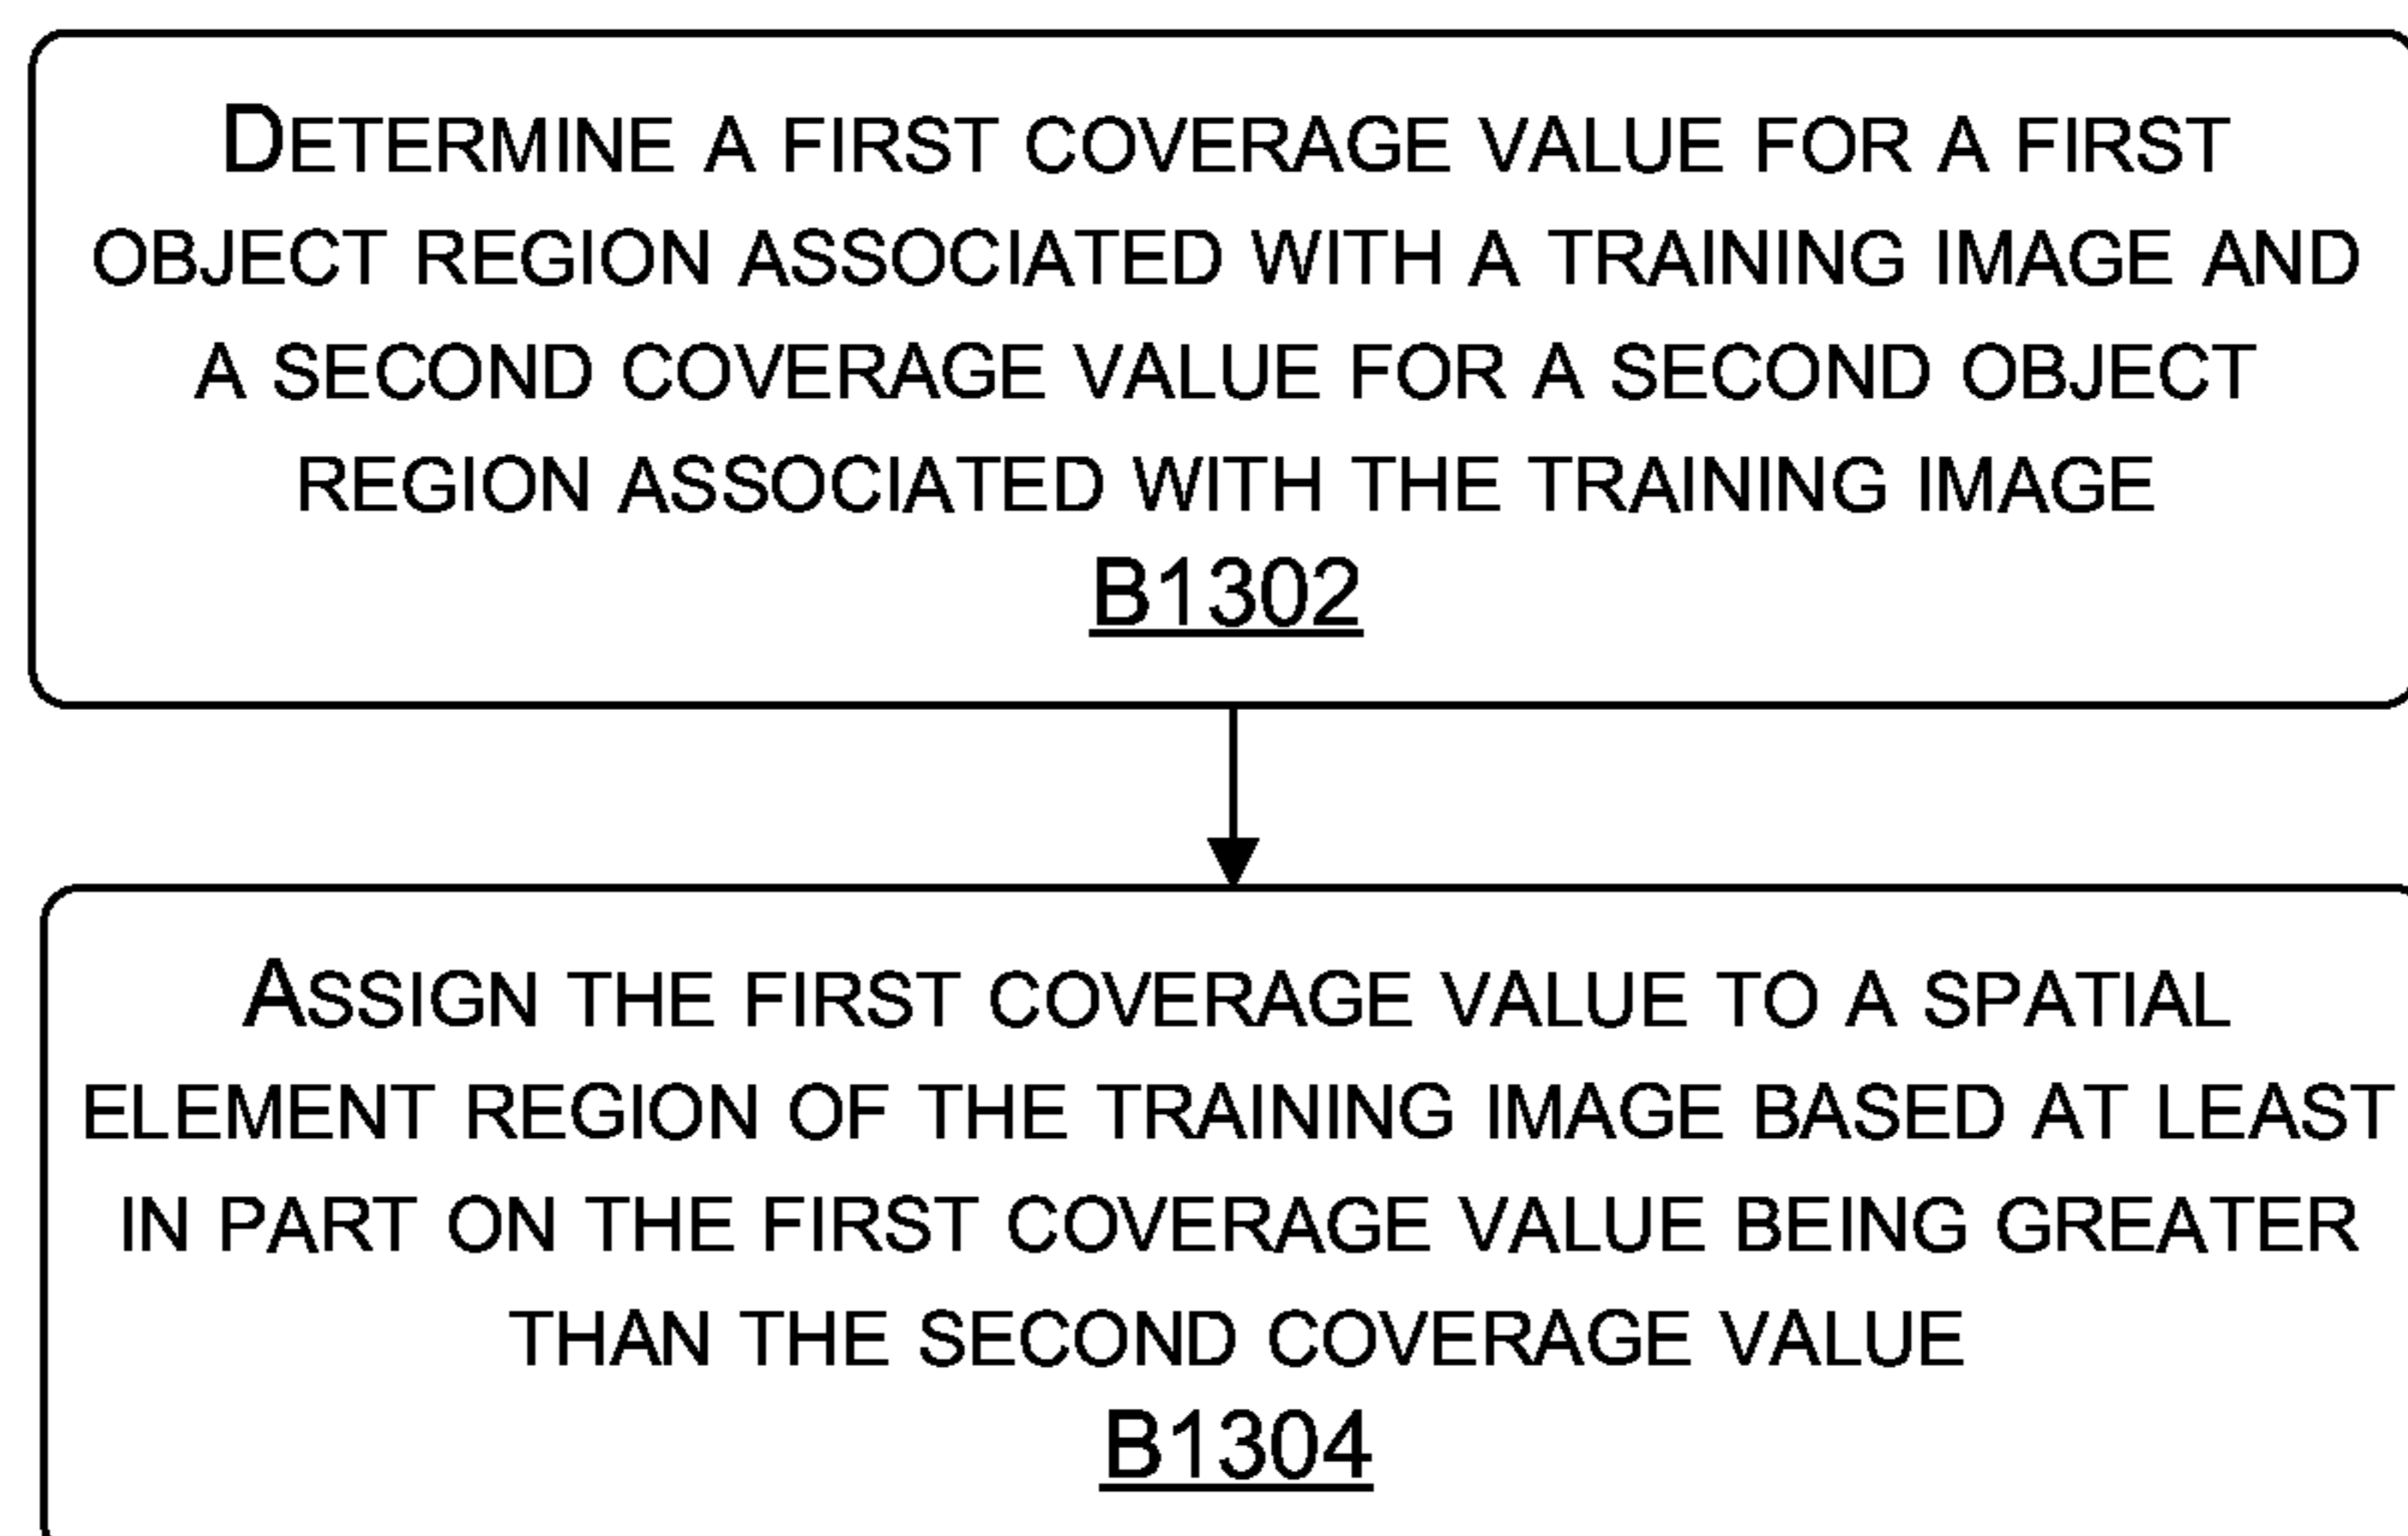 DETERMINE A FIRST COVERAGE VALUE FOR A FIRST
OBJECT REGION ASSOCIATED WITH A TRAINING IMAGE AND
A SECOND COVERAGE VALUE FOR A SECOND OBJECT
REGION ASSOCIATED WITH THE TRAINING IMAGE
B1302
ASSIGN THE FIRST COVERAGE VALUE TO A SPATIAL
ELEMENT REGION OF THE TRAINING IMAGE BASED AT LEAST
IN PART ON THE FIRST COVERAGE VALUE BEING GREATER
THAN THE SECOND COVERAGE VALUE
B1304